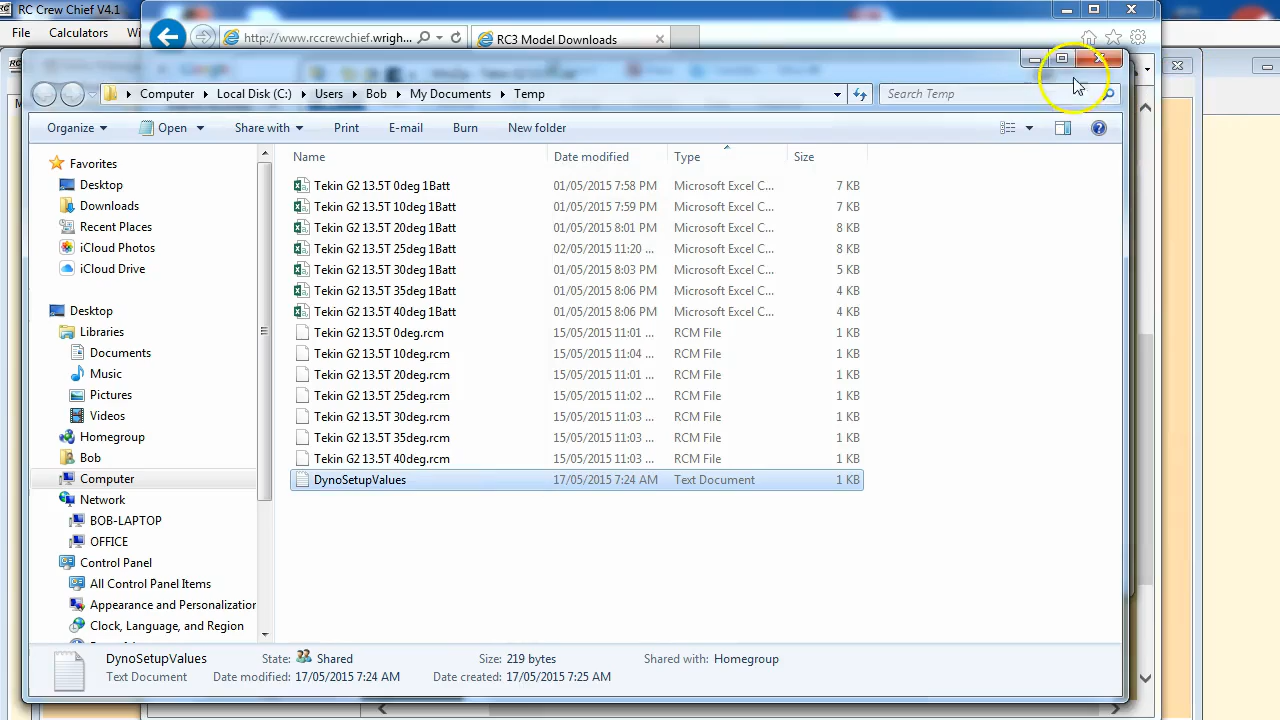 RC Crew Chief V4.1
File Calculators
http://www.rccrewchief.wrigh...
RC3 Model Downloads
Computer Local Disk (C:) Users Bob My Documents Temp
Search Temp
Organize Open Share with Print E-mail Burn New folder
Favorites
Desktop
Downloads
Recent Places
iCloud Photos
iCloud Drive
Desktop
Libraries
Documents
Music
Pictures
Videos
Homegroup
Bob
Computer
Network
BOB-LAPTOP
OFFICE
Control Panel
All Control Panel Items
Appearance and Personalization
Clock, Language, and Region
Name Date modified Type Size
Tekin G2 13.5T 0deg 1Batt 01/05/2015 7:58 PM Microsoft Excel C... 7 KB
Tekin G2 13.5T 10deg 1Batt 01/05/2015 7:59 PM Microsoft Excel C... 7 KB
Tekin G2 13.5T 20deg 1Batt 01/05/2015 8:01 PM Microsoft Excel C... 8 KB
Tekin G2 13.5T 25deg 1Batt 02/05/2015 11:20 ... Microsoft Excel C... 8 KB
Tekin G2 13.5T 30deg 1Batt 01/05/2015 8:03 PM Microsoft Excel C... 5 KB
Tekin G2 13.5T 35deg 1Batt 01/05/2015 8:06 PM Microsoft Excel C... 4 KB
Tekin G2 13.5T 40deg 1Batt 01/05/2015 8:06 PM Microsoft Excel C... 4 KB
Tekin G2 13.5T 0deg.rcm 15/05/2015 11:01 ... RCM File 1 KB
Tekin G2 13.5T 10deg.rcm 15/05/2015 11:04 ... RCM File 1 KB
Tekin G2 13.5T 20deg.rcm 15/05/2015 11:01 ... RCM File 1 KB
Tekin G2 13.5T 25deg.rcm 15/05/2015 11:02 ... RCM File 1 KB
Tekin G2 13.5T 30deg.rcm 15/05/2015 11:03 ... RCM File 1 KB
Tekin G2 13.5T 35deg.rcm 15/05/2015 11:03 ... RCM File 1 KB
Tekin G2 13.5T 40deg.rcm 15/05/2015 11:03 ... RCM File 1 KB
DynoSetupValues 17/05/2015 7:24 AM Text Document 1 KB
DynoSetupValues State: Shared Size: 219 bytes Shared with: Homegroup
Text Document Date modified: 17/05/2015 7:24 AM Date created: 17/05/2015 7:25 AM